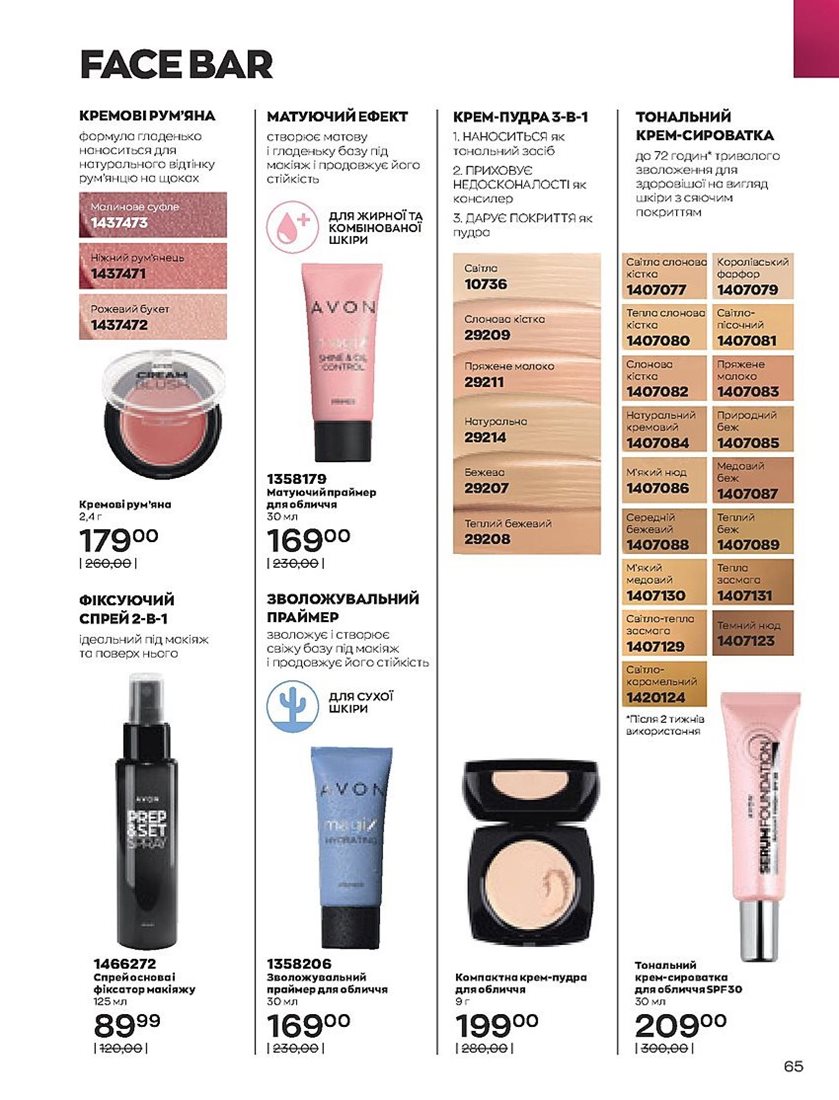 FACE BAR
КРЕМОВІ РУМ'ЯНА
формула гладенько
наноситься для
натурального відтінку
рум'янцю на щоках
Малинове суфле
1437473
Ніжний рум'янець
1437471
Рожевий букет
1437472
CREAM
BLUSH
Кремові рум'яна
2,4 г
179 00
| 260,00 |
ФІКСУЮЧИЙ
СПРЕЙ 2-В-1
ідеальний під макіяж
та поверх нього
AVON
PREP
&SET
SPRAY
1466272
Спрей основа і
фіксатор макіяжу
125 мл
89 99
| 120,00 |
МАТУЮЧИЙ ЕФЕКТ
створює матову
і гладеньку базу під
макіяж і продовжує його
стійкість
ДЛЯ ЖИРНОЇ ТА
КОМБІНОВАНОЇ
ШКІРИ
AVON
magix
SHINE & OIL
CONTROL
PRIMER
1358179
Матуючий праймер
для обличчя
30 мл
169 00
| 230,00 |
ЗВОЛОЖУВАЛЬНИЙ
ПРАЙМЕР
зволожує і створює
свіжу базу під макіяж
і продовжує його стійкість
ДЛЯ СУХОЇ
ШКІРИ
AVON
magix
HYDRATING
PRIMER
1358206
Зволожувальний
праймер для обличчя
30 мл
169 00
| 230,00 |
КРЕМ-ПУДРА 3-В-1
1. НАНОСИТЬСЯ як
тональний засіб
2. ПРИХОВУЄ
НЕДОСКОНАЛОСТІ як
консилер
3. ДАРУЄ ПОКРИТТЯ як
пудра
Світла
10736
Слонова кістка
29209
Пряжене молоко
29211
Натуральна
29214
Бежева
29207
Теплий бежевий
29208
Компактна крем-пудра
для обличчя
9 г
199 00
| 280,00 |
ТОНАЛЬНИЙ
КРЕМ-СИРОВАТКА
до 72 годин* тривалого
зволоження для
здоровішої на вигляд
шкіри з сяючим
покриттям
Світла слонова
кістка
1407077
Королівський
фарфор
1407079
Тепла слонова
кістка
1407080
Світло-
пісочний
1407081
Слонова
кістка
1407082
Пряжене
молоко
1407083
Натуральний
кремовий
1407084
Природний
беж
1407085
М'який нюд
1407086
Медовий
беж
1407087
Середній
бежевий
1407088
Теплий
беж
1407089
М'який
медовий
1407130
Тепла
засмага
1407131
Світло-тепла
засмага
1407129
Темний нюд
1407123
Світло-
карамельний
1420124
*Після 2 тижнів
використання
AVON
SERUM FOUNDATION
Тональний
крем-сироватка
для обличчя SPF30
30 мл
209 00
| 300,00 |
65